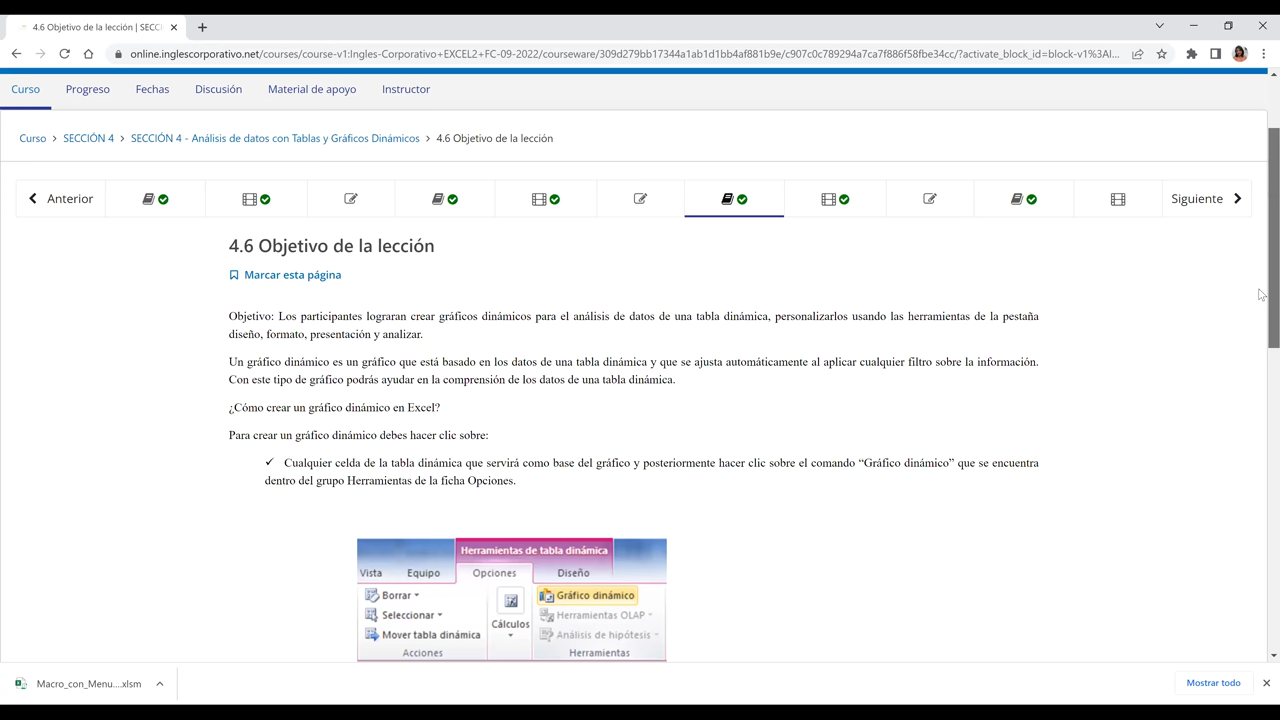 4.6 Objetivo de la lección | SECCI
online.inglescorporativo.net/courses/course-v1:Ingles-Corporativo+EXCEL2+FC-09-2022/courseware/309d279bb17344a1ab1d1bb4af881b9e/c907c0c789294a7ca7f886f58fbe34cc/?activate_block_id=block-v1%3AI...
Curso Progreso Fechas Discusión Material de apoyo Instructor
Curso > SECCIÓN 4 > SECCIÓN 4 - Análisis de datos con Tablas y Gráficos Dinámicos > 4.6 Objetivo de la lección
Anterior Siguiente
4.6 Objetivo de la lección
Marcar esta página
Objetivo: Los participantes lograran crear gráficos dinámicos para el análisis de datos de una tabla dinámica, personalizarlos usando las herramientas de la pestaña
diseño, formato, presentación y analizar.
Un gráfico dinámico es un gráfico que está basado en los datos de una tabla dinámica y que se ajusta automáticamente al aplicar cualquier filtro sobre la información.
Con este tipo de gráfico podrás ayudar en la comprensión de los datos de una tabla dinámica.
¿Cómo crear un gráfico dinámico en Excel?
Para crear un gráfico dinámico debes hacer clic sobre:
✓ Cualquier celda de la tabla dinámica que servirá como base del gráfico y posteriormente hacer clic sobre el comando “Gráfico dinámico” que se encuentra
dentro del grupo Herramientas de la ficha Opciones.
Herramientas de tabla dinámica
Vista Equipo Opciones Diseño
Borrar Gráfico dinámico
Seleccionar Cálculos Herramientas OLAP
Mover tabla dinámica Análisis de hipótesis
Acciones Herramientas
Macro_con_Menu....xlsm Mostrar todo